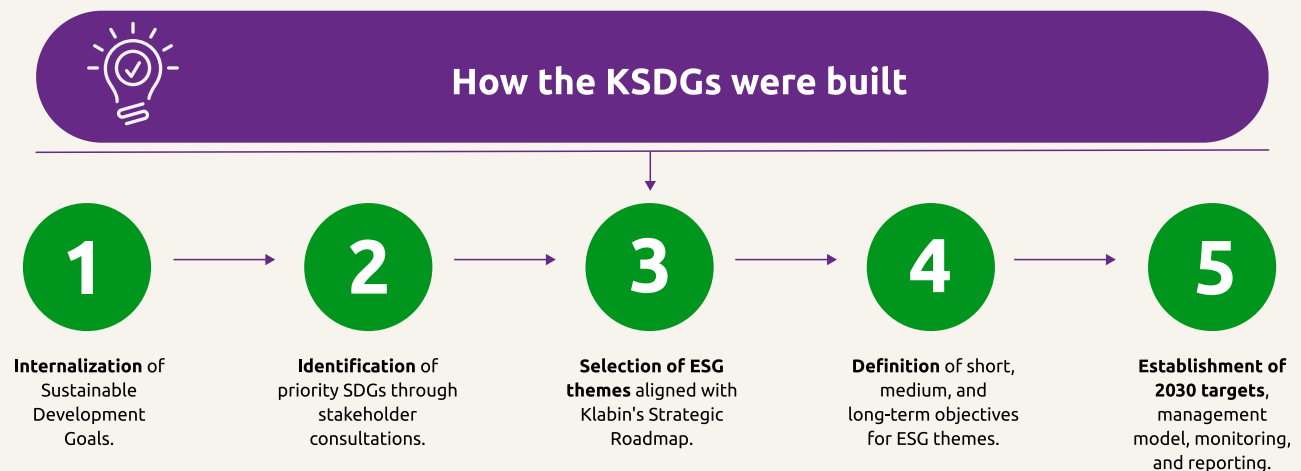 How the KSDGs were built
1
2
3
4
5
Internalization of
Sustainable
Development
Goals.
Identification of
priority SDGs through
stakeholder
consultations.
Selection of ESG
themes aligned with
Klabin's Strategic
Roadmap.
Definition of short,
medium, and
long-term objectives
for ESG themes.
Establishment of
2030 targets,
management
model, monitoring,
and reporting.